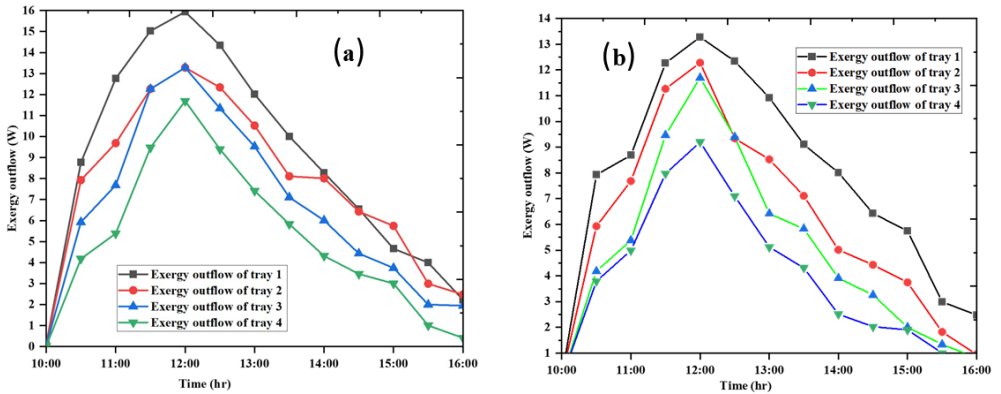 (a)
Exergy outflow (W)
16
15
14
13
12
11
10
9
8
7
6
5
4
3
2
1
0
Exergy outflow of tray 1
Exergy outflow of tray 2
Exergy outflow of tray 3
Exergy outflow of tray 4
10:00 11:00 12:00 13:00 14:00 15:00 16:00
Time (hr)
(b)
Exergy outflow (W)
14
13
12
11
10
9
8
7
6
5
4
3
2
1
Exergy outflow of tray 1
Exergy outflow of tray 2
Exergy outflow of tray 3
Exergy outflow of tray 4
10:00 11:00 12:00 13:00 14:00 15:00 16:00
Time (hr)